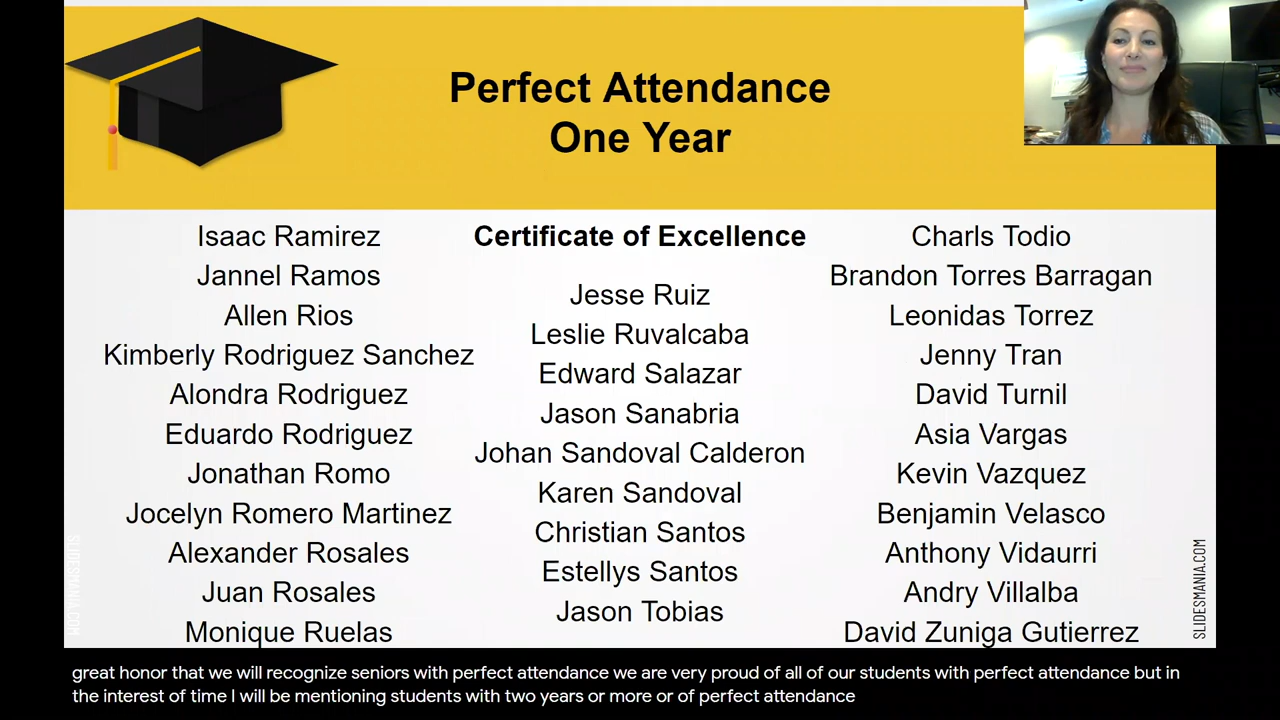 Perfect Attendance
One Year
Isaac Ramirez
Jannel Ramos
Allen Rios
Kimberly Rodriguez Sanchez
Alondra Rodriguez
Eduardo Rodriguez
Jonathan Romo
Jocelyn Romero Martinez
Alexander Rosales
Juan Rosales
Monique Ruelas
Certificate of Excellence
Jesse Ruiz
Leslie Ruvalcaba
Edward Salazar
Jason Sanabria
Johan Sandoval Calderon
Karen Sandoval
Christian Santos
Estellys Santos
Jason Tobias
Charls Todio
Brandon Torres Barragan
Leonidas Torrez
Jenny Tran
David Turnil
Asia Vargas
Kevin Vazquez
Benjamin Velasco
Anthony Vidaurri
Andry Villalba
David Zuniga Gutierrez
SLIDESMANIA.COM
SLIDESMANIA.COM
great honor that we will recognize seniors with perfect attendance we are very proud of all of our students with perfect attendance but in
the interest of time I will be mentioning students with two years or more or of perfect attendance